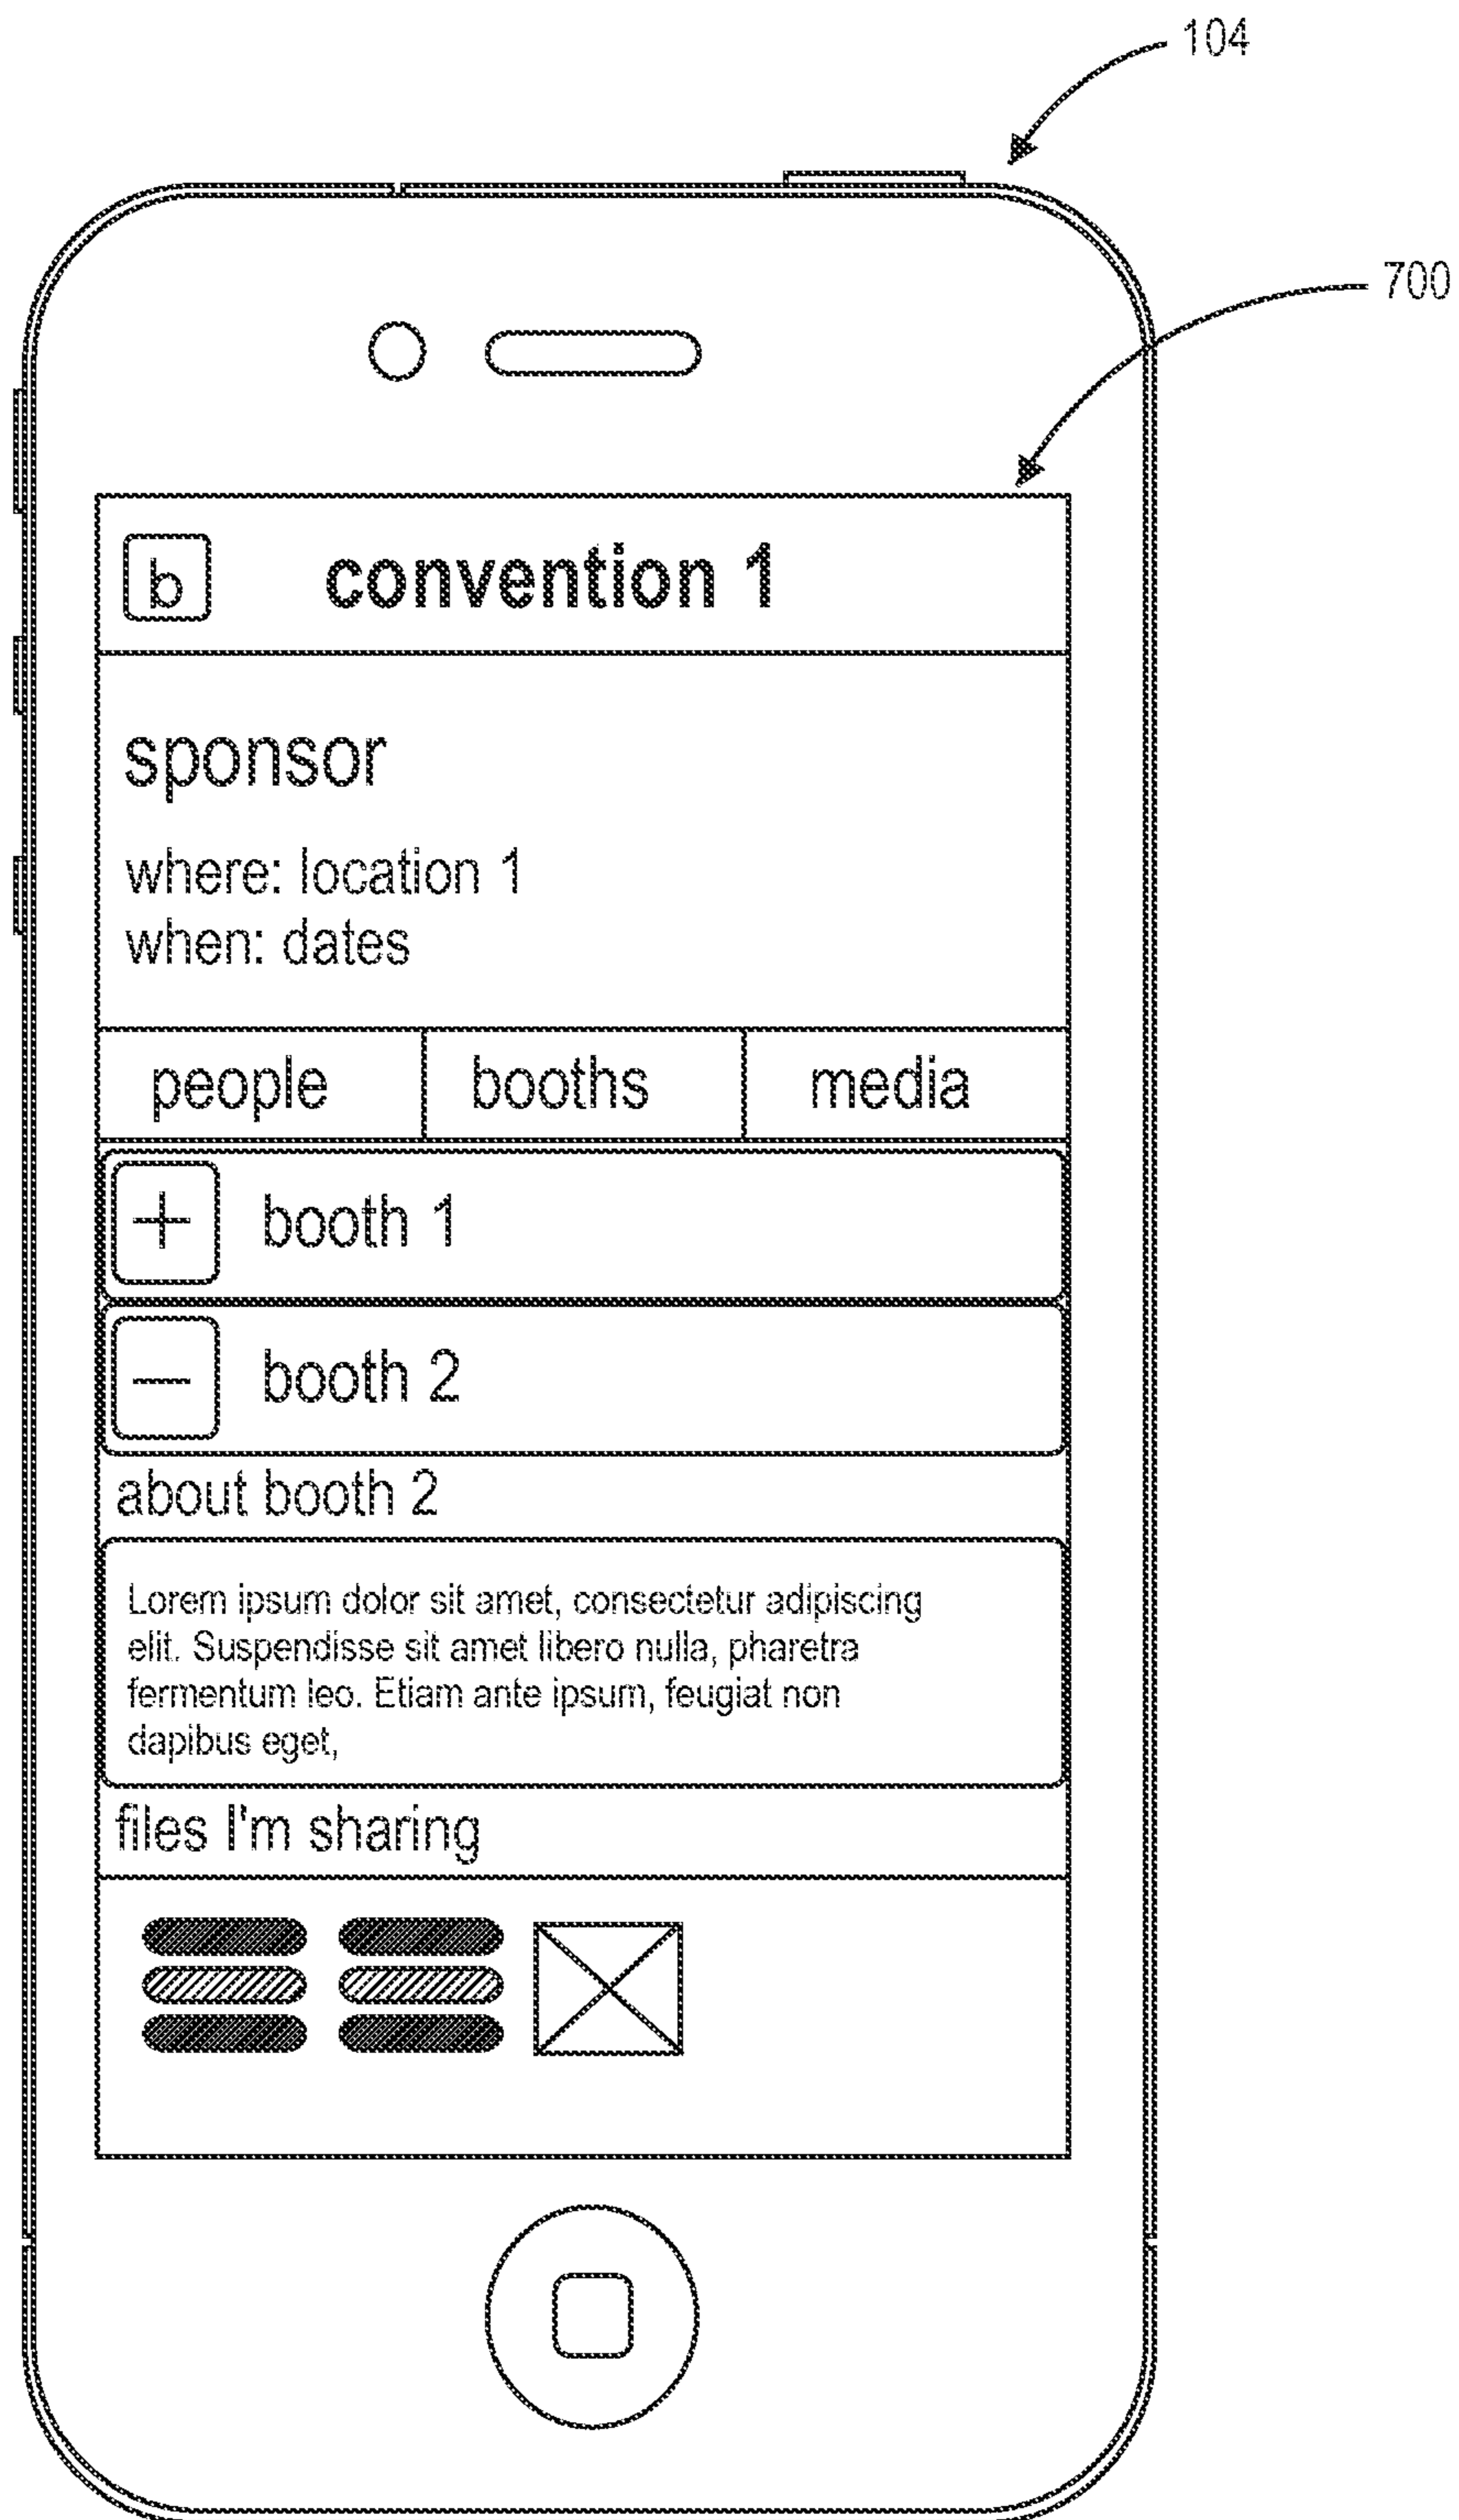 104
700
b convention 1
sponsor
where: location 1
when: dates
people booths media
+ booth 1
— booth 2
about booth 2
Lorem ipsum dolor sit amet, consectetur adipiscing
elit. Suspendisse sit amet libero nulla, pharetra
fermentum leo. Etiam ante ipsum, feugiat non
dapibus eget,
files I'm sharing